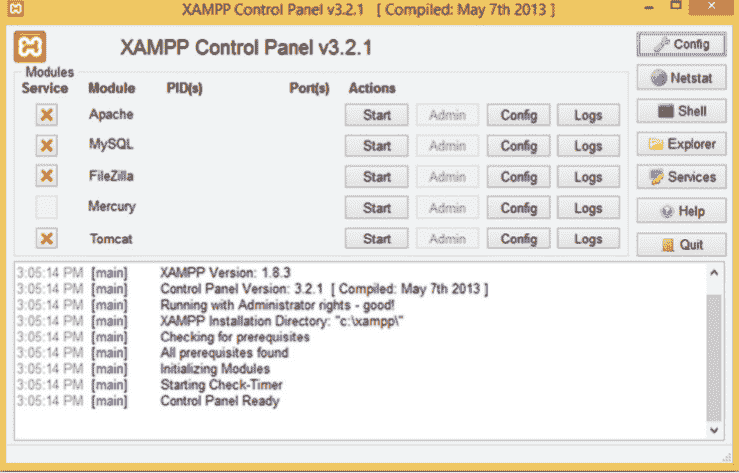 XAMPP Control Panel v3.2.1 [ Compiled: May 7th 2013 ]
XAMPP Control Panel v3.2.1
Config
Modules
Service Module PID(s) Port(s) Actions
Netstat
Apache Start Admin Config Logs
Shell
MySQL Start Admin Config Logs
Explorer
FileZilla Start Admin Config Logs
Services
Mercury Start Admin Config Logs
Help
Tomcat Start Admin Config Logs
Quit
3:05:14 PM [main] XAMPP Version: 1.8.3
3:05:14 PM [main] Control Panel Version: 3.2.1 [ Compiled: May 7th 2013 ]
3:05:14 PM [main] Running with Administrator rights - good!
3:05:14 PM [main] XAMPP Installation Directory: "c:\xampp\"
3:05:14 PM [main] Checking for prerequisites
3:05:14 PM [main] All prerequisites found
3:05:14 PM [main] Initializing Modules
3:05:14 PM [main] Starting Check-Timer
3:05:14 PM [main] Control Panel Ready